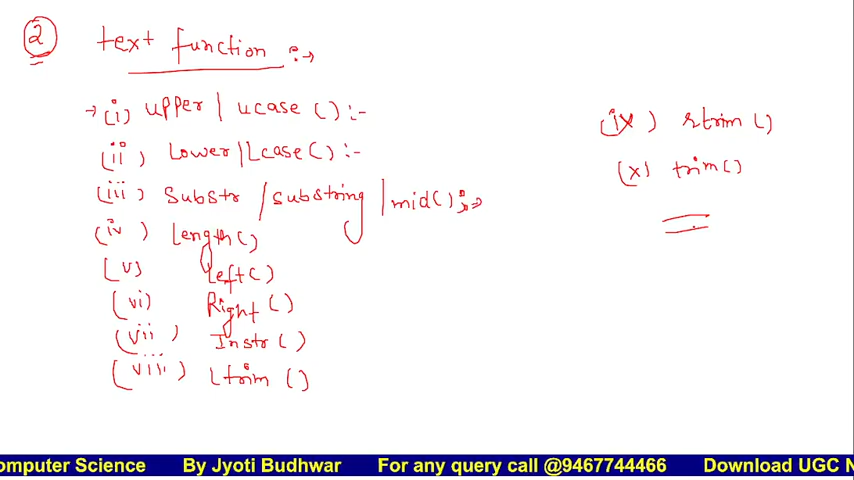 2 text function :→
→ (i) upper | ucase () :-
(ii) Lower | Lcase () :-
(iii) Substr / substring | mid() :→
(iv) Length()
(v) Left()
(vi) Right ()
(vii) Instr ()
(viii) Ltrim ()
(ix) rtrim ()
(x) trim ()
omputer Science By Jyoti Budhwar For any query call @9467744466 Download UGC N